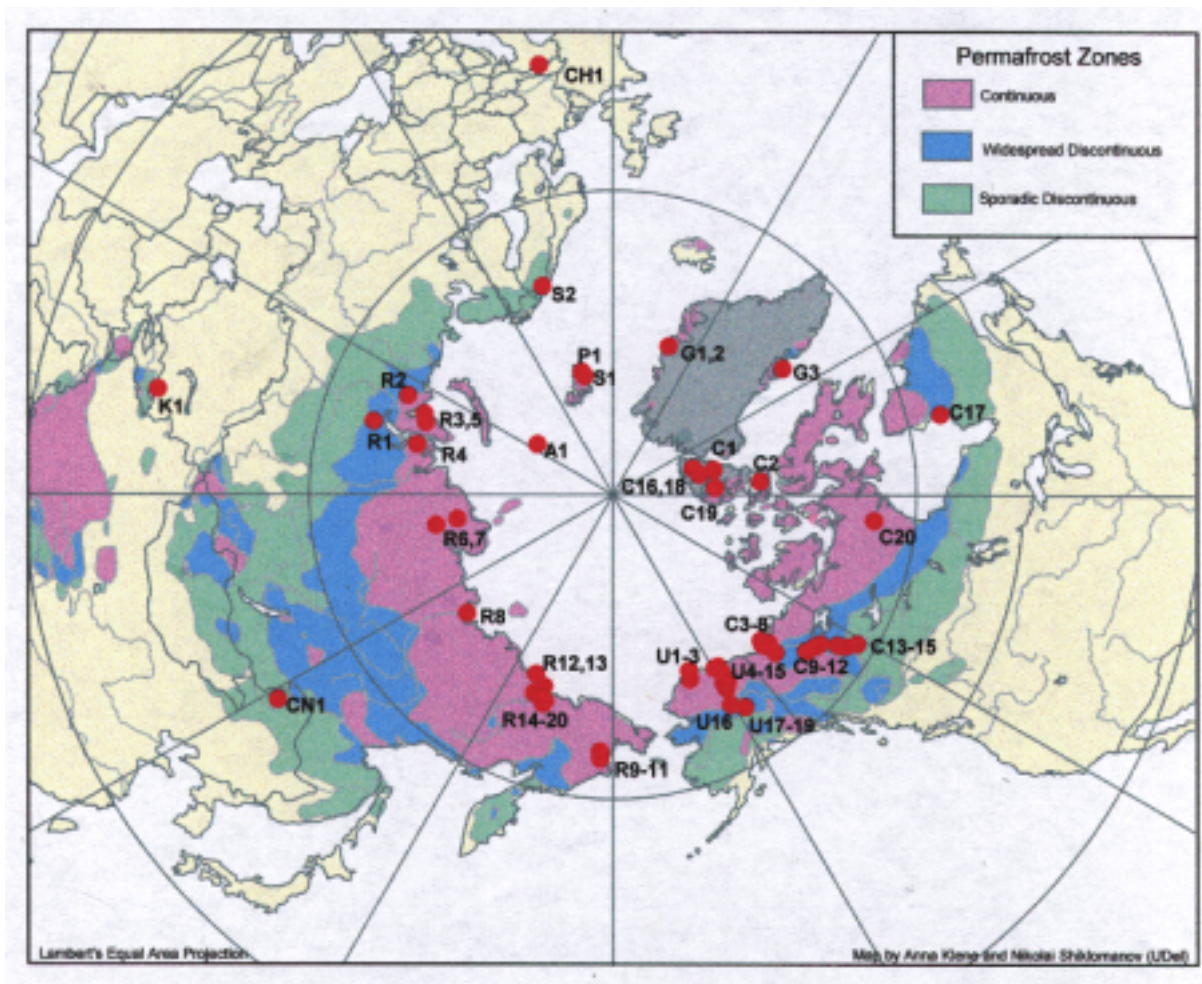 Permafrost Zones
Continuous
Widespread Discontinuous
Sporadic Discontinuous
CH1
S2
P1
S1
G1,2
G3
K1
R2
R3,5
R1
R4
A1
C17
C1
C2
C16,18
C19
C20
R6,7
R8
C3-8
C13-15
C9-12
U1-3
U4-15
U16
U17-19
R12,13
R14-20
R9-11
CN1
Lambert's Equal Area Projection
Map by Anna Klene and Nikolai Shiklomanov (UDel)